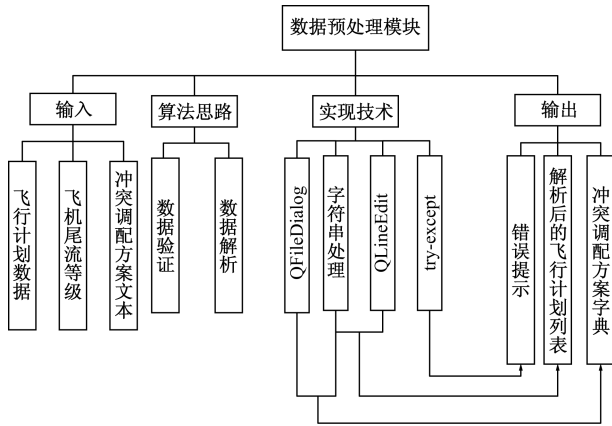 数据预处理模块
输入
算法思路
实现技术
输出
飞行计划数据
飞机尾流等级
冲突调配方案文本
数据验证
数据解析
QFileDialog
字符串处理
QLineEdit
try-except
错误提示
解析后的飞行计划列表
冲突调配方案字典